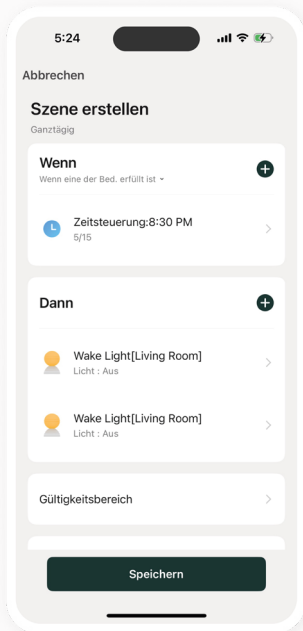 5:24
Abbrechen
Szene erstellen
Ganztägig
Wenn
Wenn eine der Bed. erfüllt ist
Zeitsteuerung:8:30 PM
5/15
Dann
Wake Light[Living Room]
Licht : Aus
Wake Light[Living Room]
Licht : Aus
Gültigkeitsbereich
Speichern